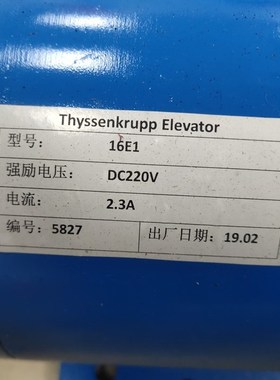 Thyssenkrupp Elevator
型号: 16E1
强励电压: DC220V
电流: 2.3A
编号: 5827 出厂日期: 19.02